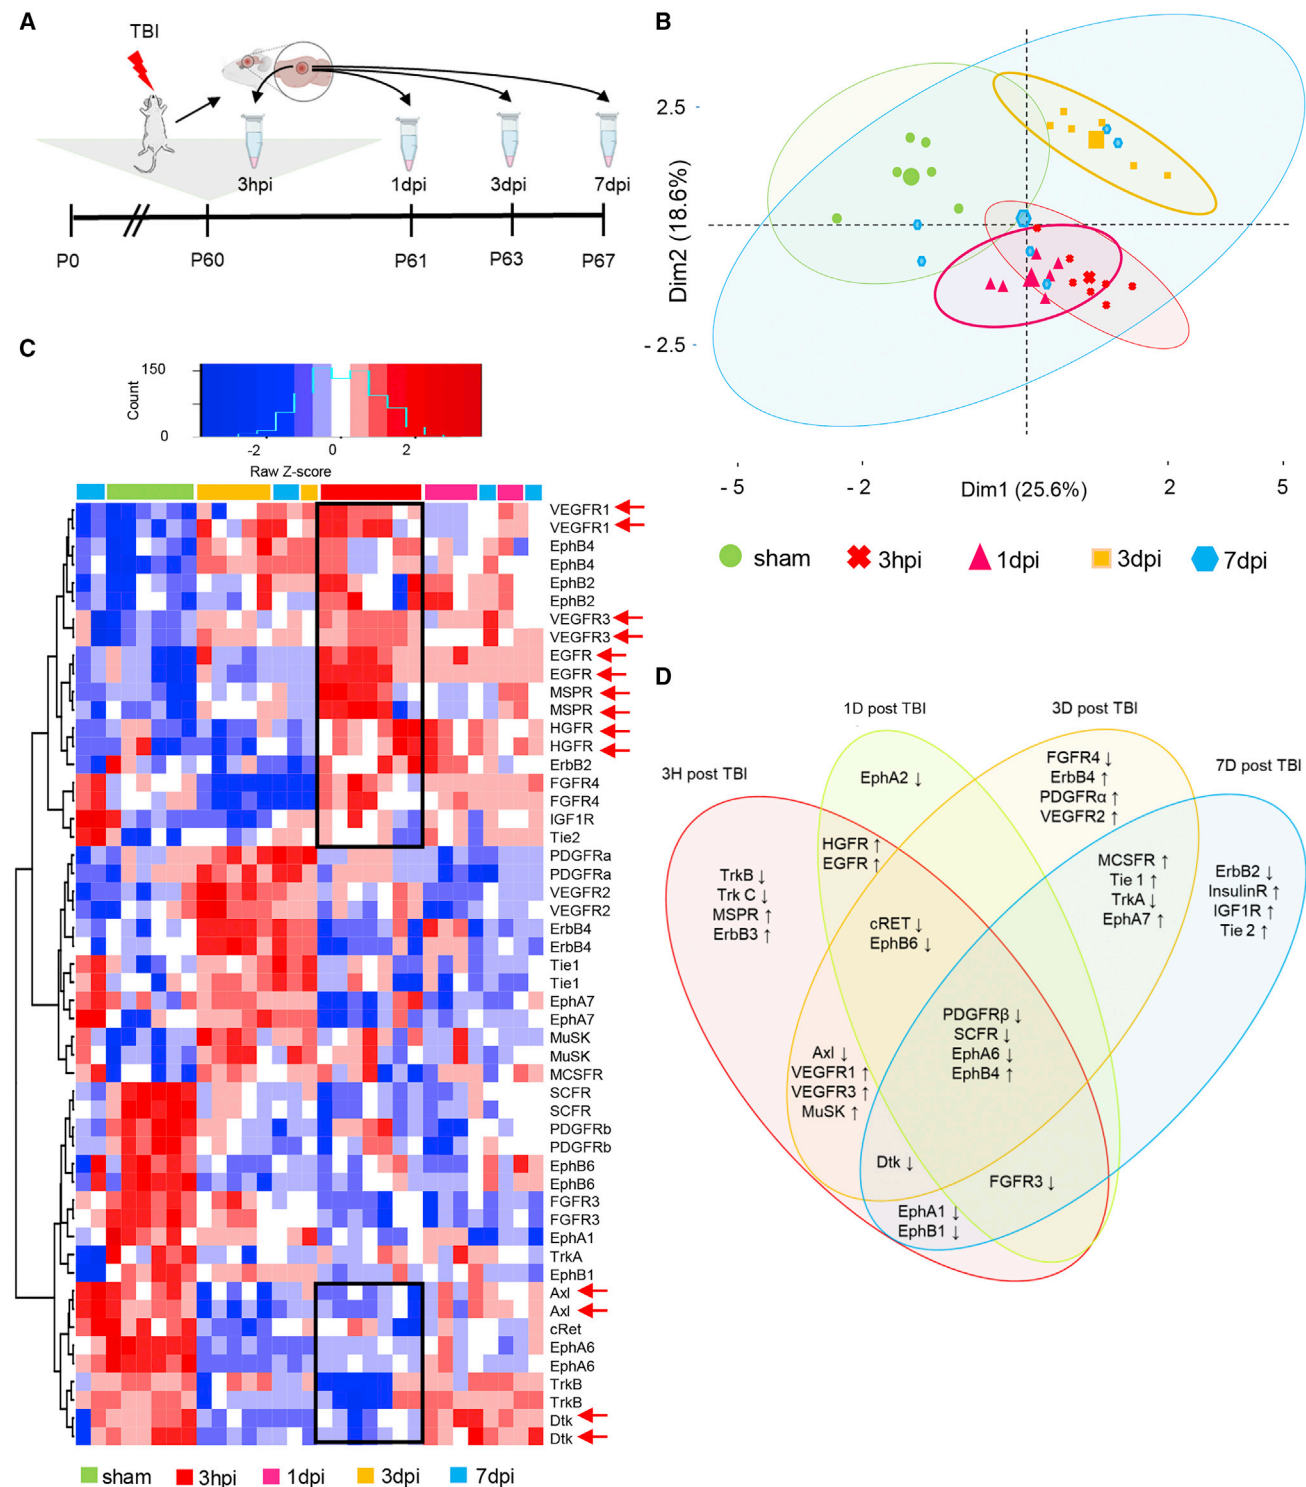 A
TBI
3hpi
1dpi
3dpi
7dpi
P0
P60
P61
P63
P67
B
Dim2 (18.6%)
2.5 -
- 2.5 -
- 5
- 2
Dim1 (25.6%)
2
5
sham
3hpi
1dpi
3dpi
7dpi
C
Count
150
0
-2
0
2
Raw Z-score
VEGFR1
VEGFR1
EphB4
EphB4
EphB2
EphB2
VEGFR3
VEGFR3
EGFR
EGFR
MSPR
MSPR
HGFR
HGFR
ErbB2
FGFR4
FGFR4
IGF1R
Tie2
PDGFRa
PDGFRa
VEGFR2
VEGFR2
ErbB4
ErbB4
Tie1
Tie1
EphA7
EphA7
MuSK
MuSK
MCSFR
SCFR
SCFR
PDGFRb
PDGFRb
EphB6
EphB6
FGFR3
FGFR3
EphA1
TrkA
EphB1
Axl
Axl
cRet
EphA6
EphA6
TrkB
TrkB
Dtk
Dtk
sham
3hpi
1dpi
3dpi
7dpi
D
3H post TBI
1D post TBI
3D post TBI
7D post TBI
EphA2 ↓
FGFR4 ↓
ErbB4 ↑
PDGFRα ↑
VEGFR2 ↑
HGFR ↑
EGFR ↑
TrkB ↓
Trk C ↓
MSPR ↑
ErbB3 ↑
MCSFR ↑
Tie 1 ↑
TrkA ↓
EphA7 ↑
ErbB2 ↓
InsulinR ↑
IGF1R ↑
Tie 2 ↑
cRET ↓
EphB6 ↓
PDGFRβ ↓
SCFR ↓
EphA6 ↓
EphB4 ↑
Axl ↓
VEGFR1 ↑
VEGFR3 ↑
MuSK ↑
Dtk ↓
FGFR3 ↓
EphA1 ↓
EphB1 ↓